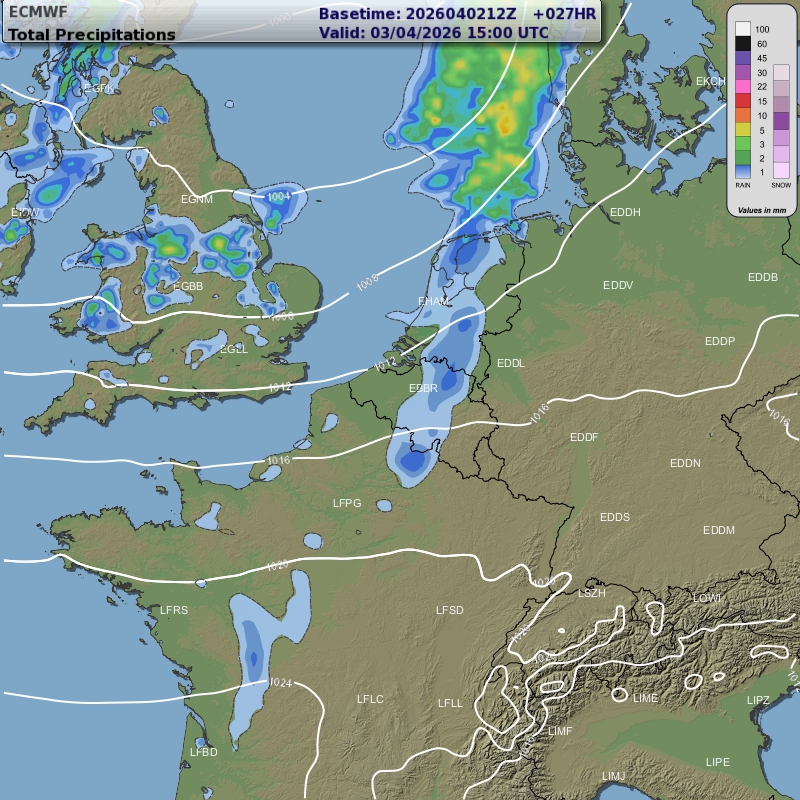 ECMWF
Basetime: 2026040212Z +027HR
Total Precipitations
Valid: 03/04/2026 15:00 UTC
100
60
45
30
22
15
10
5
3
2
1
RAIN
SNOW
Values in mm
EGPK
EKCH
1004
EGNM
EIDW
EDDH
EGBB
1008
EDDV
EDDB
EHAM
1008
EGLL
EDDP
1012
EDDL
1012
EBBR
1016
1016
EDDF
1016
EDDN
LFPG
EDDS
EDDM
1020
1020
LSZH
LOWI
LFRS
LFSD
1020
1024
LFLC
LFLL
LIME
LIPZ
LIMF
LFBD
LIPE
LIMJ